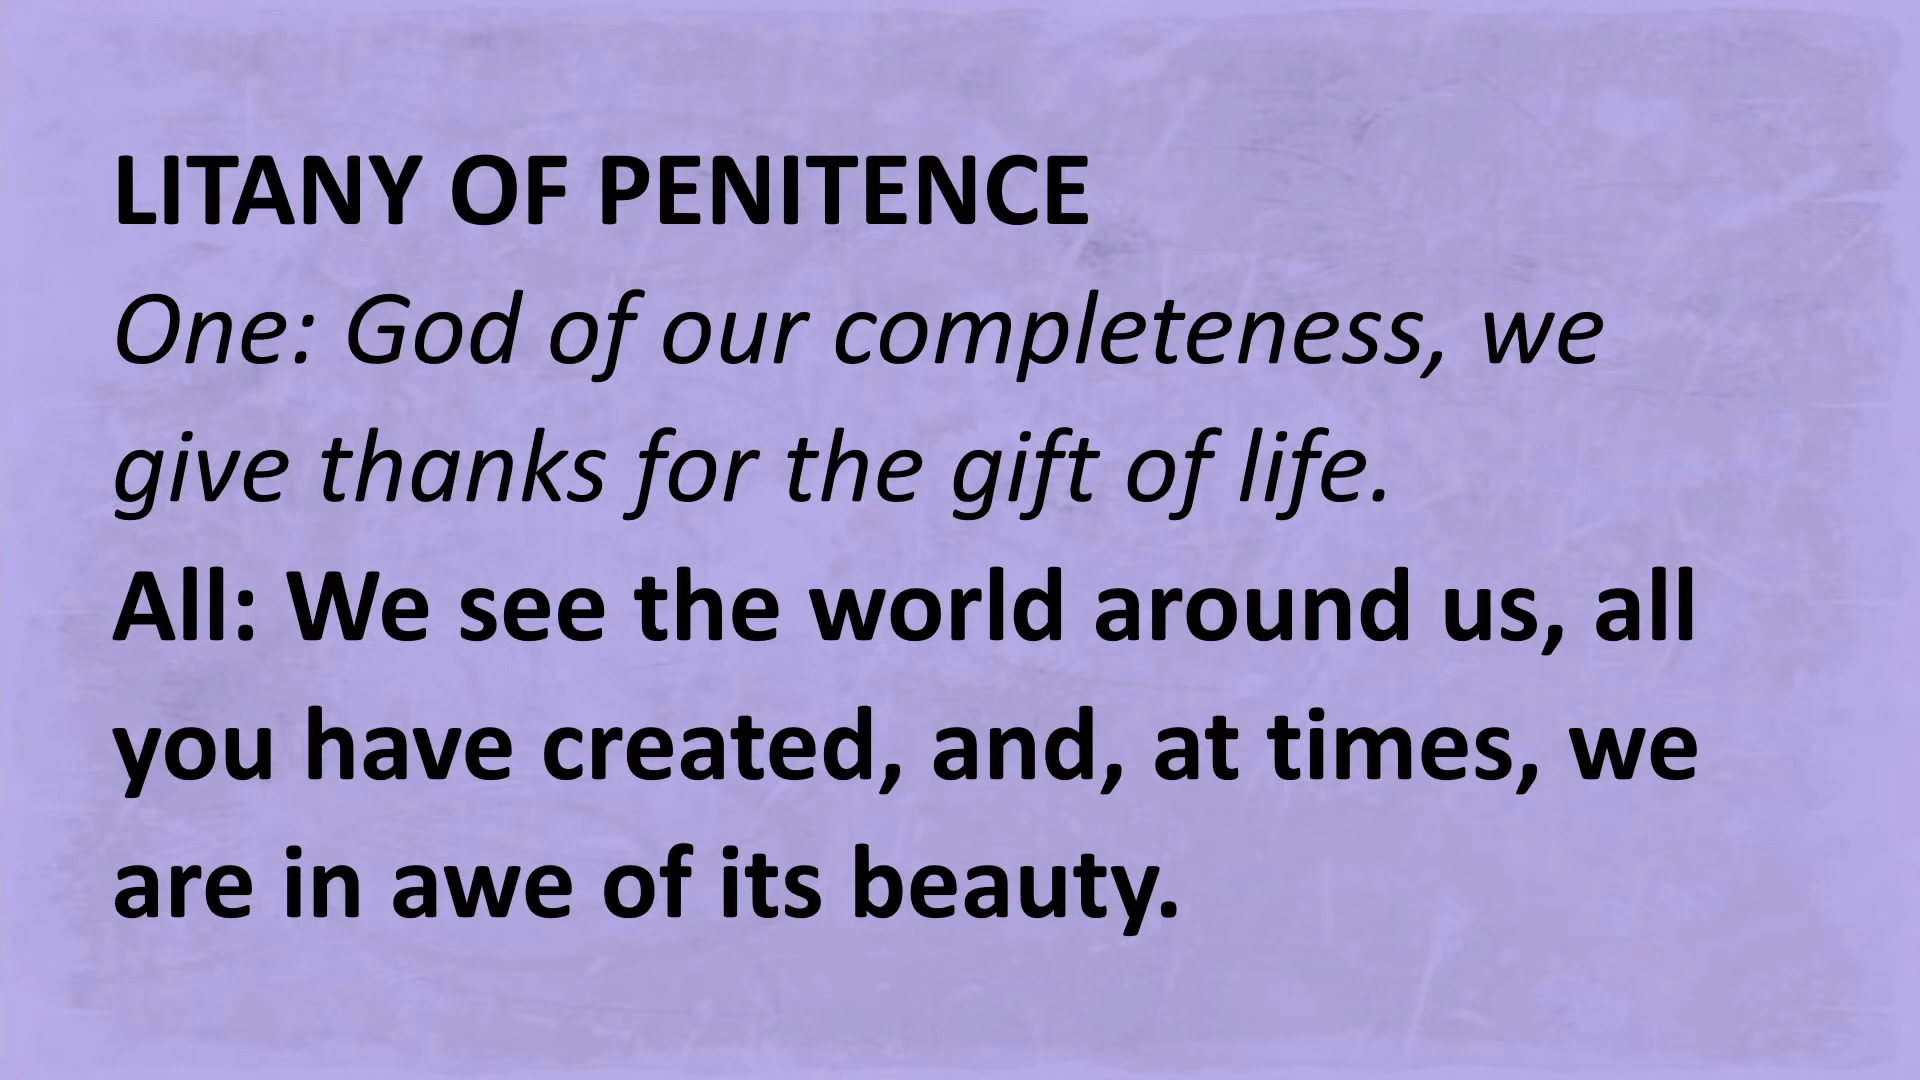 LITANY OF PENITENCE
One: God of our completeness, we
give thanks for the gift of life.
All: We see the world around us, all
you have created, and, at times, we
are in awe of its beauty.